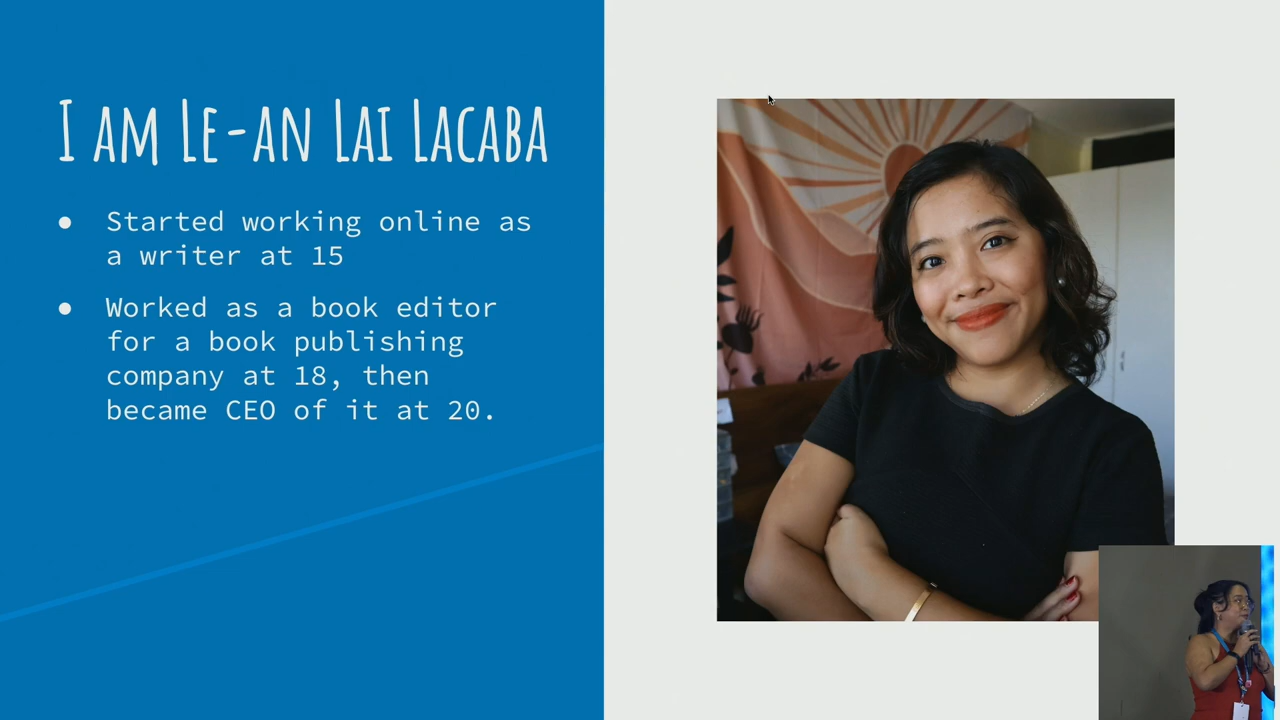 I am Le-an Lai Lacaba
● Started working online as
a writer at 15
● Worked as a book editor
for a book publishing
company at 18, then
became CEO of it at 20.